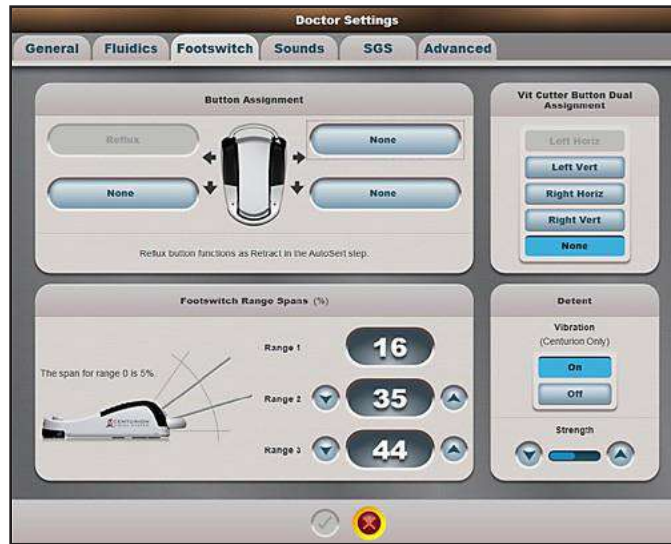 Doctor Settings
General Fluidics Footswitch Sounds SGS Advanced
Button Assignment
Reflux
None
None
None
Reflux button functions as Retract in the AutoSert step.
Vit Cutter Button Dual
Assignment
Left Horiz
Left Vert
Right Horiz
Right Vert
None
Footswitch Range Spans (%)
The span for range 0 is 5%.
CENTURION
Range 1
16
Range 2
35
Range 3
44
Detent
Vibration
(Centurion Only)
On
Off
Strength